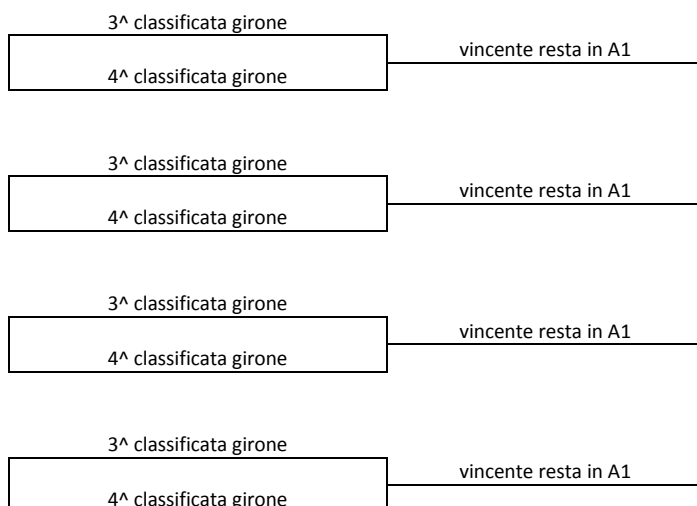 3^ classificata girone
vincente resta in A1
4^ classificata girone
3^ classificata girone
vincente resta in A1
4^ classificata girone
3^ classificata girone
vincente resta in A1
4^ classificata girone
3^ classificata girone
vincente resta in A1
4^ classificata girone